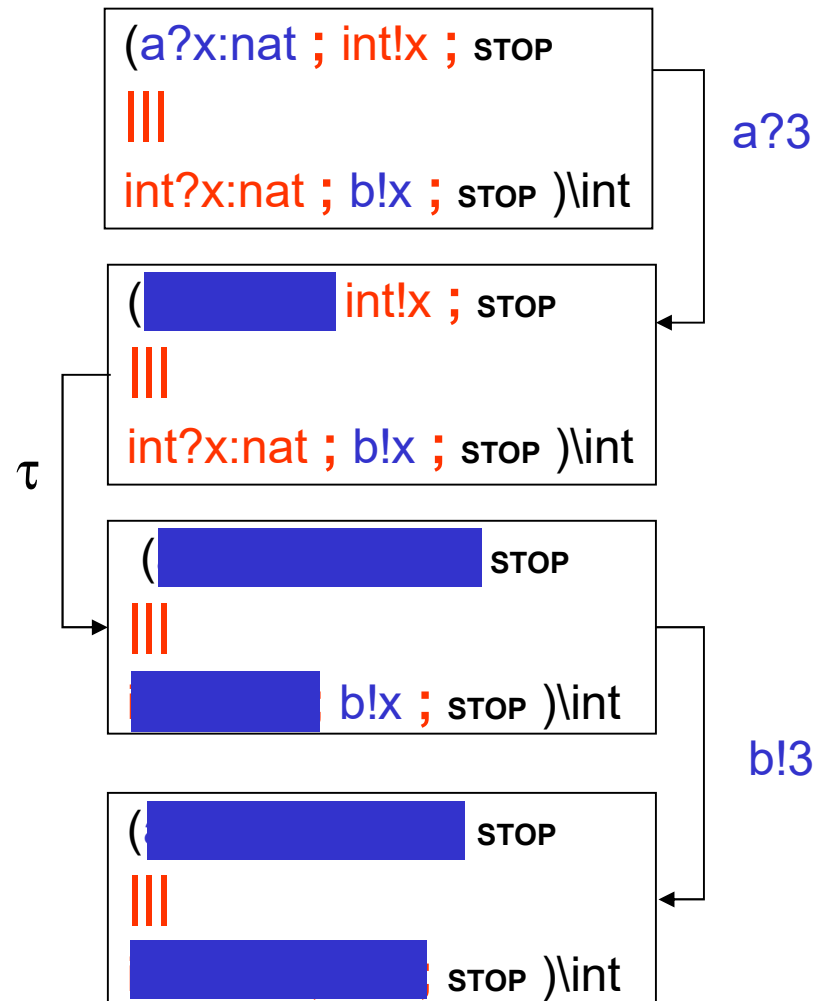 (a?x:nat ; int!x ; STOP
|||
int?x:nat ; b!x ; STOP )\int
a?3
( int!x ; STOP
|||
int?x:nat ; b!x ; STOP )\int
τ
( STOP
|||
b!x ; STOP )\int
b!3
( STOP
|||
; STOP )\int